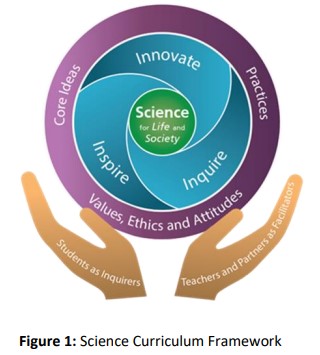 Innovate
Core Ideas
Practices
Science
for Life and
Society
Inspire
Inquire
Values, Ethics and Attitudes
Students as Inquirers
Teachers and Partners as Facilitators
Figure 1: Science Curriculum Framework